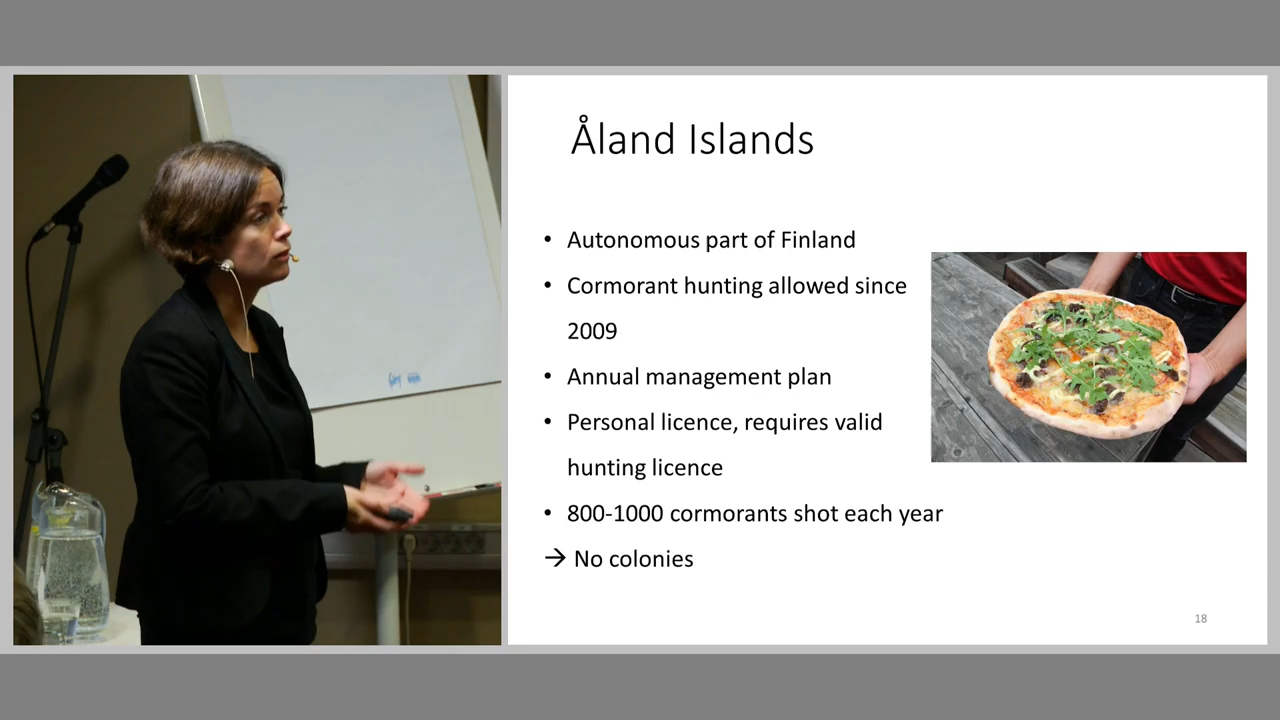 Åland Islands
• Autonomous part of Finland
• Cormorant hunting allowed since
2009
• Annual management plan
• Personal licence, requires valid
hunting licence
• 800-1000 cormorants shot each year
→ No colonies
18